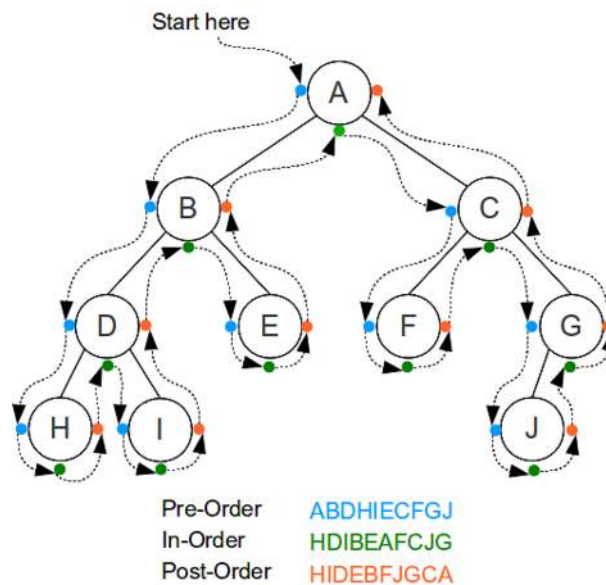 Start here
A
B C
D E F G
H I J
Pre-Order ABDHIECFGJ
In-Order HDIBEAFCJG
Post-Order HIDEBFJGCA